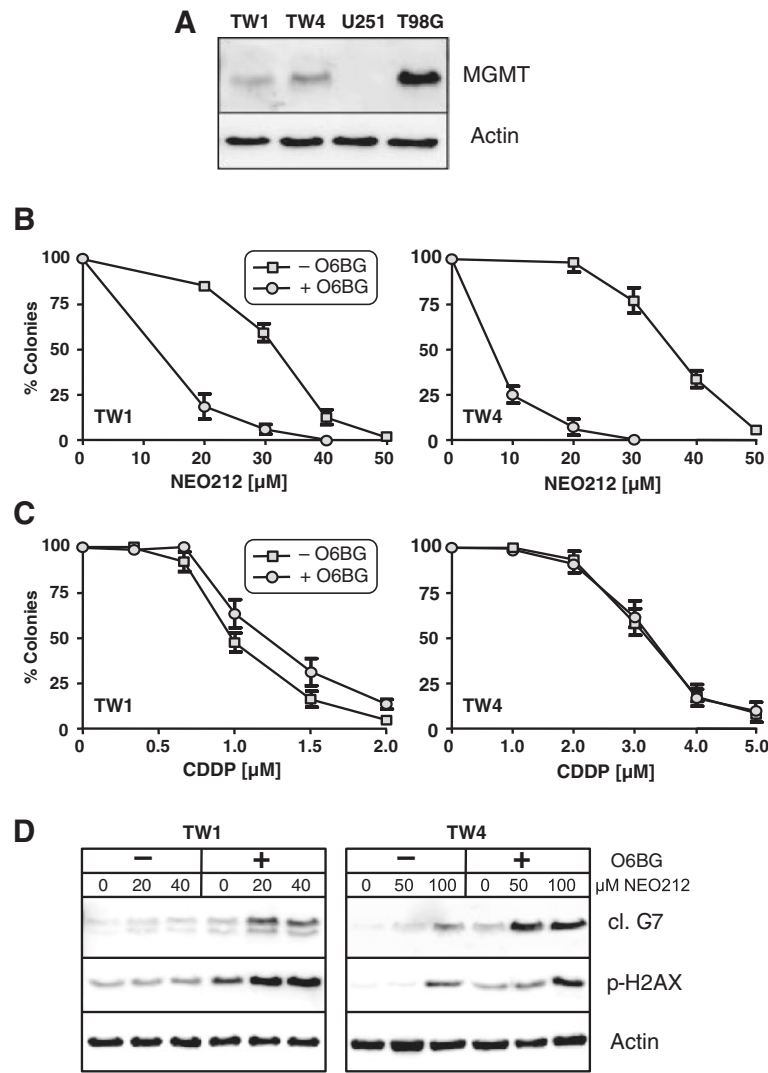 A
TW1 TW4 U251 T98G
MGMT
Actin
B
100
75
50
25
0
% Colonies
– O6BG
+ O6BG
TW1
0 10 20 30 40 50
NEO212 [µM]
100
75
50
25
0
TW4
0 10 20 30 40 50
NEO212 [µM]
C
100
75
50
25
0
% Colonies
– O6BG
+ O6BG
TW1
0 0.5 1.0 1.5 2.0
CDDP [µM]
100
75
50
25
0
TW4
0 1.0 2.0 3.0 4.0 5.0
CDDP [µM]
D
TW1 TW4
– + – + O6BG
0 20 40 0 20 40 0 50 100 0 50 100 µM NEO212
cl. G7
p-H2AX
Actin